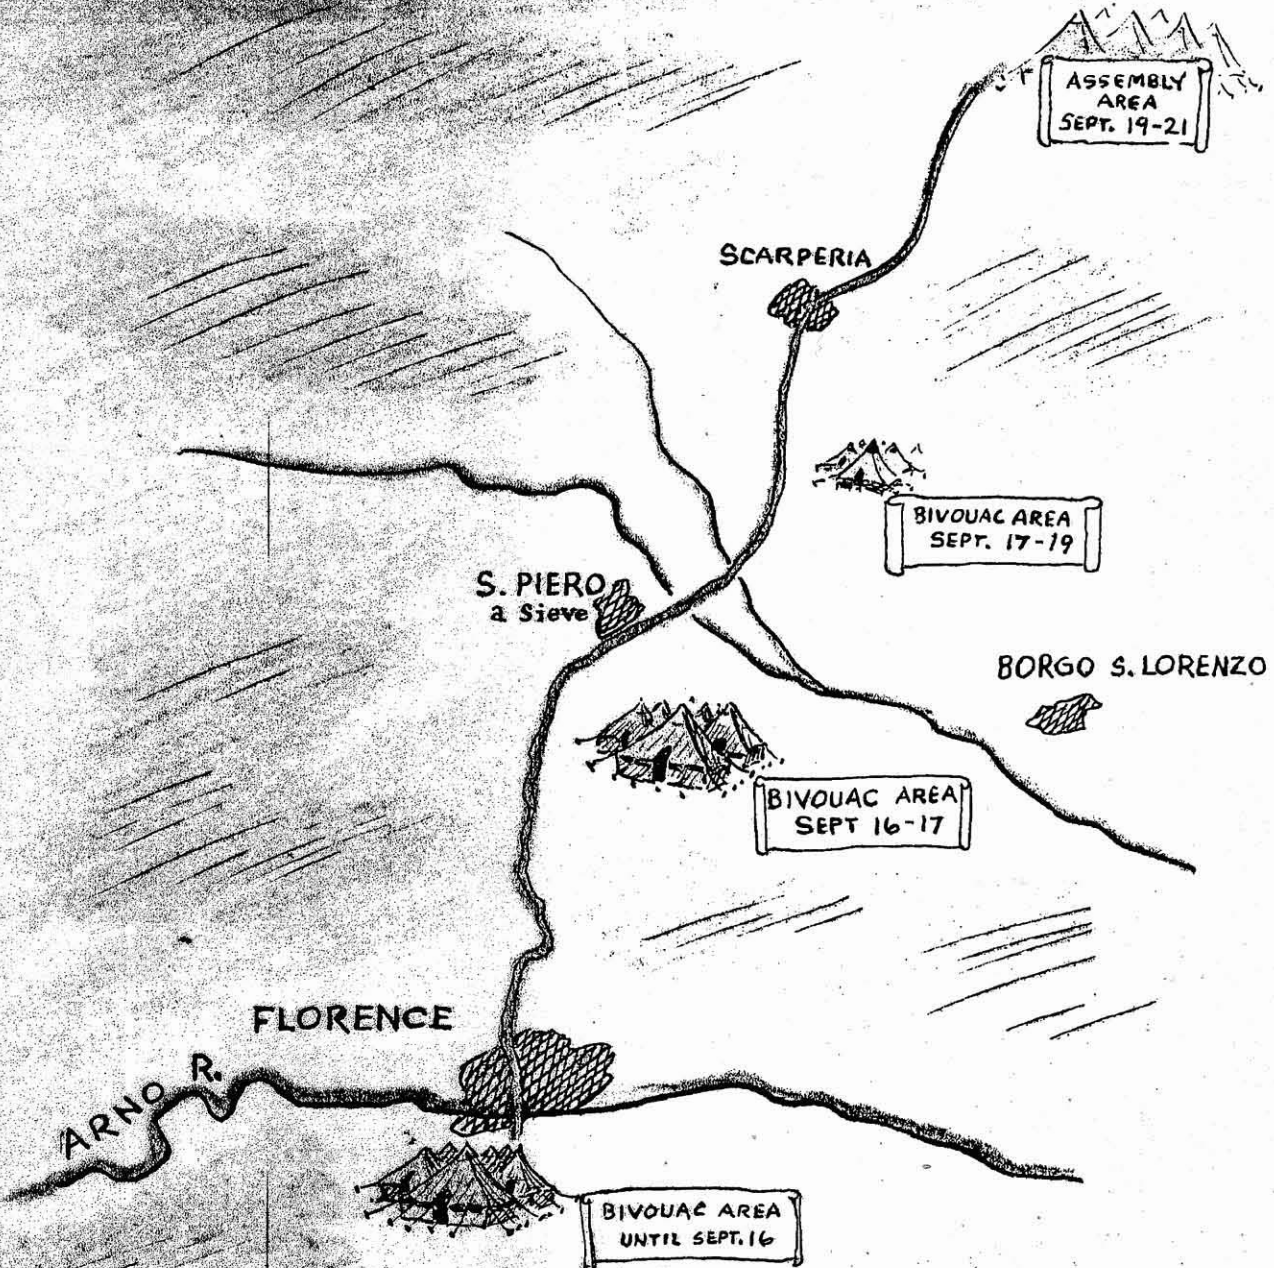 ASSEMBLY
AREA
SEPT. 19-21
SCARPERIA
BIVOUAC AREA
SEPT. 17-19
S. PIERO
a Sieve
BORGO S. LORENZO
BIVOUAC AREA
SEPT 16-17
FLORENCE
ARNO R.
BIVOUAC AREA
UNTIL SEPT. 16